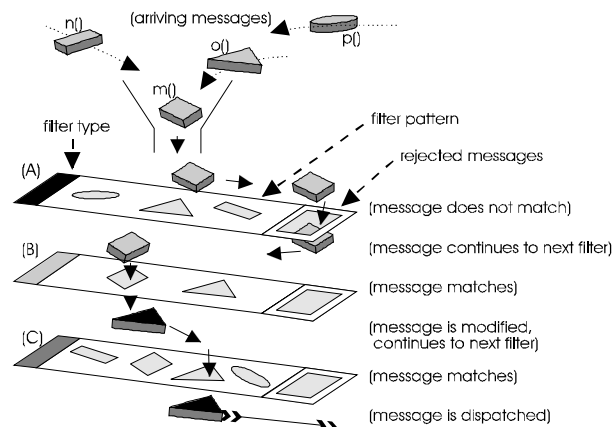 n()
(arriving messages)
p()
o()
m()
filter type
filter pattern
rejected messages
(A)
(message does not match)
(message continues to next filter)
(B)
(message matches)
(message is modified,
continues to next filter)
(C)
(message matches)
(message is dispatched)